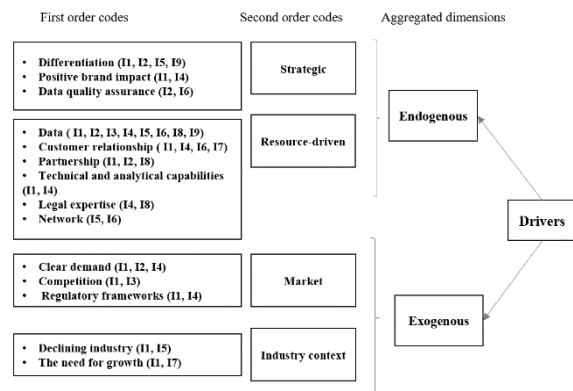 First order codes
Second order codes
Aggregated dimensions
• Differentiation (I1, I2, I5, I9)
• Positive brand impact (I1, I4)
• Data quality assurance (I2, I6)
Strategic
• Data ( I1, I2, I3, I4, I5, I6, I8, I9)
• Customer relationship ( I1, I4, I6, I7)
• Partnership (I1, I2, I8)
• Technical and analytical capabilities
(I1, I4)
• Legal expertise (I4, I8)
• Network (I5, I6)
Resource-driven
Endogenous
Drivers
• Clear demand (I1, I2, I4)
• Competition (I1, I3)
• Regulatory frameworks (I1, I4)
Market
Exogenous
• Declining industry (I1, I5)
• The need for growth (I1, I7)
Industry context